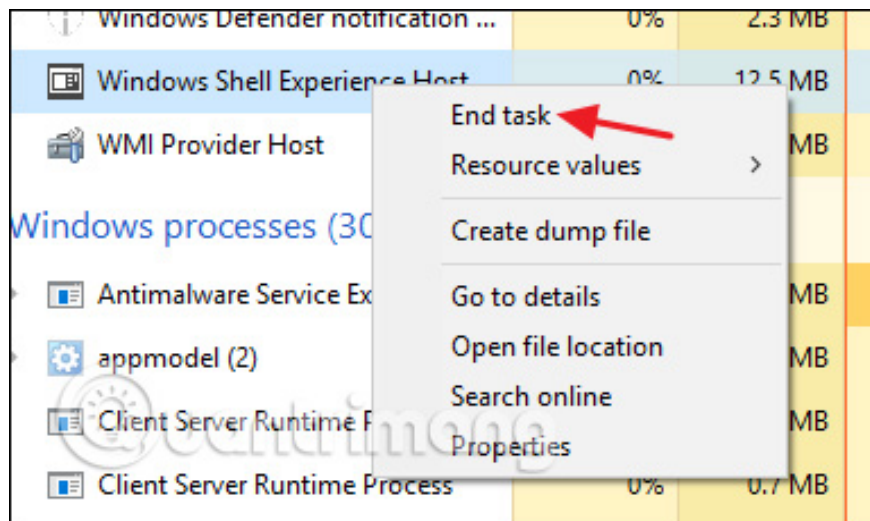 Windows Defender notification ... 0% 2.3 MB
Windows Shell Experience Host 0% 12.5 MB
End task
WMI Provider Host MB
Resource values
Windows processes (30
Create dump file
Antimalware Service Ex MB
Go to details
Open file location
appmodel (2) MB
Search online
Client Server Runtime P MB
Properties
Client Server Runtime Process 0% 0.7 MB
uantrimang